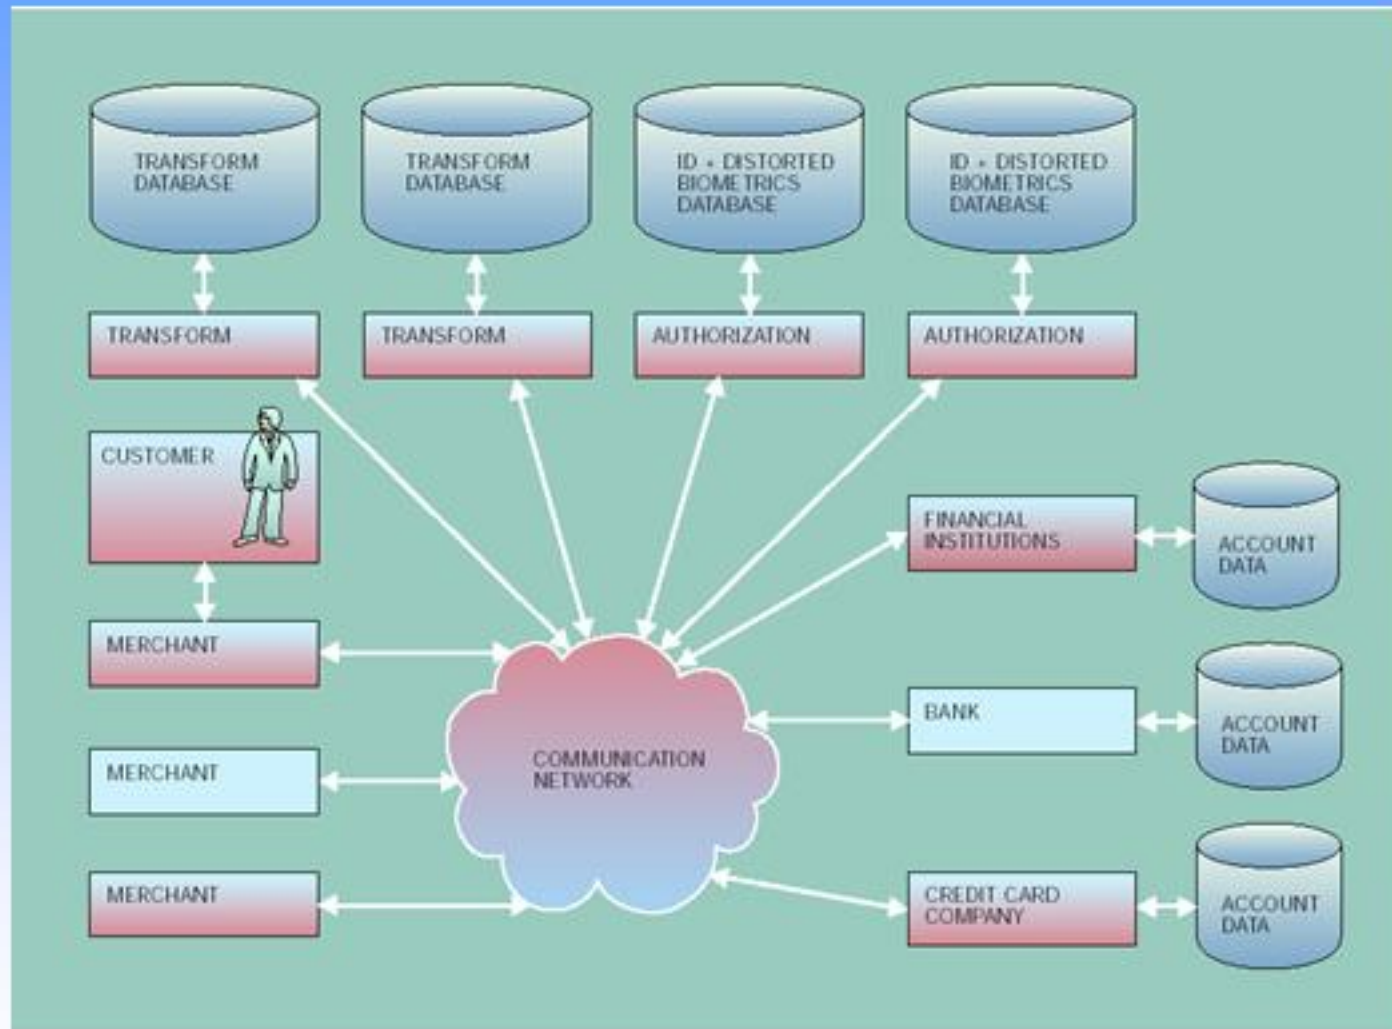 TRANSFORM
DATABASE
TRANSFORM
DATABASE
ID + DISTORTED
BIOMETRICS
DATABASE
ID + DISTORTED
BIOMETRICS
DATABASE
TRANSFORM
TRANSFORM
AUTHORIZATION
AUTHORIZATION
CUSTOMER
FINANCIAL
INSTITUTIONS
ACCOUNT
DATA
MERCHANT
BANK
ACCOUNT
DATA
COMMUNICATION
NETWORK
MERCHANT
MERCHANT
CREDIT CARD
COMPANY
ACCOUNT
DATA